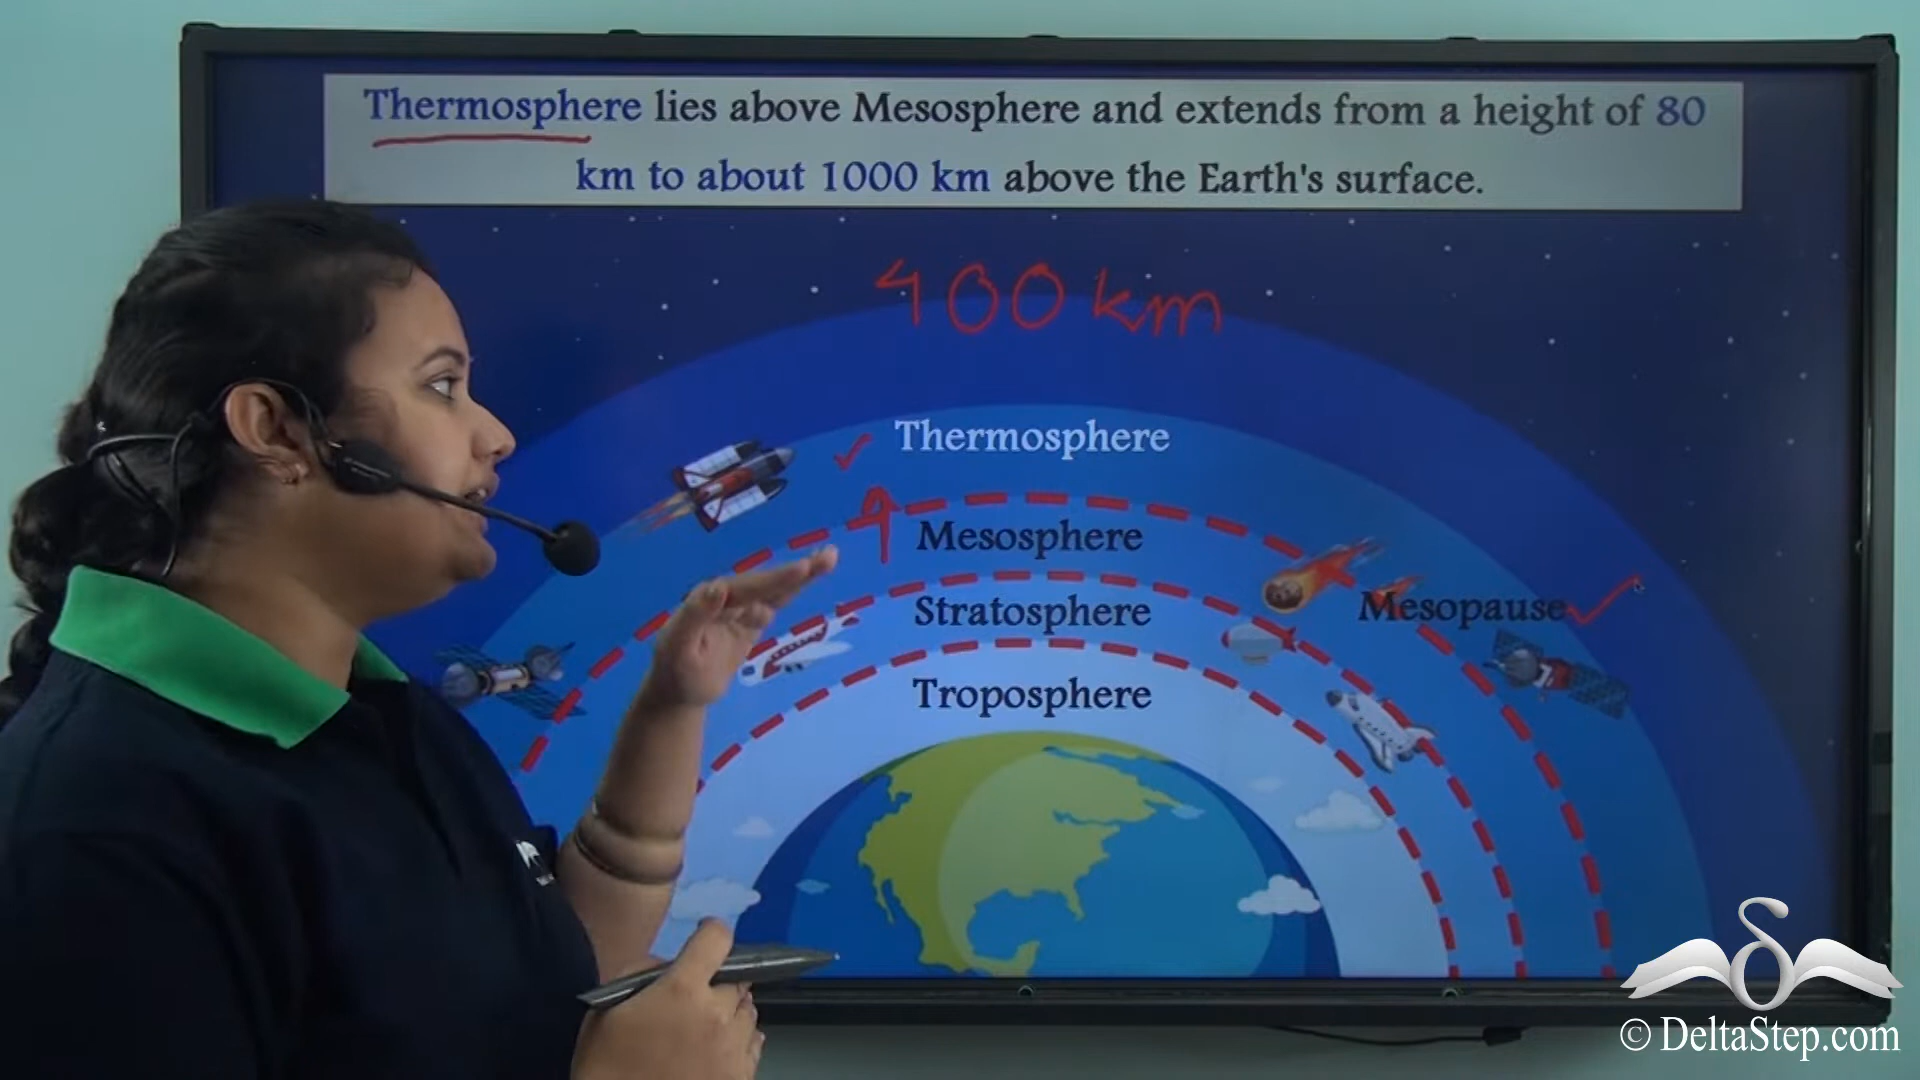 Thermosphere lies above Mesosphere and extends from a height of 80
km to about 1000 km above the Earth's surface.
400 km
Thermosphere
Mesosphere
Stratosphere
Mesopause
Troposphere
© DeltaStep.com